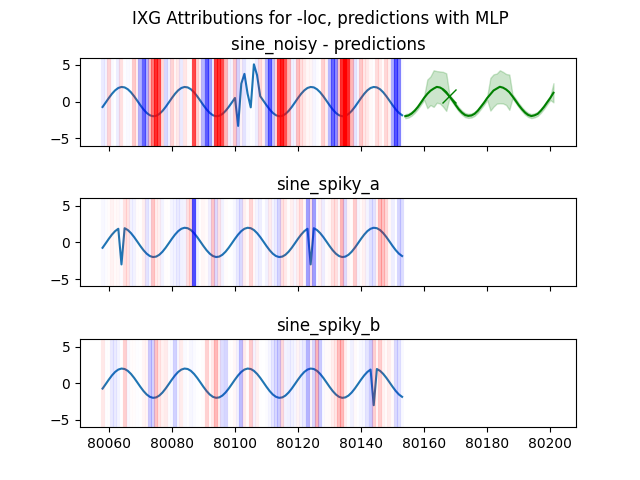 IXG Attributions for -loc, predictions with MLP
sine_noisy - predictions
5
0
−5
sine_spiky_a
5
0
−5
sine_spiky_b
5
0
−5
80060 80080 80100 80120 80140 80160 80180 80200